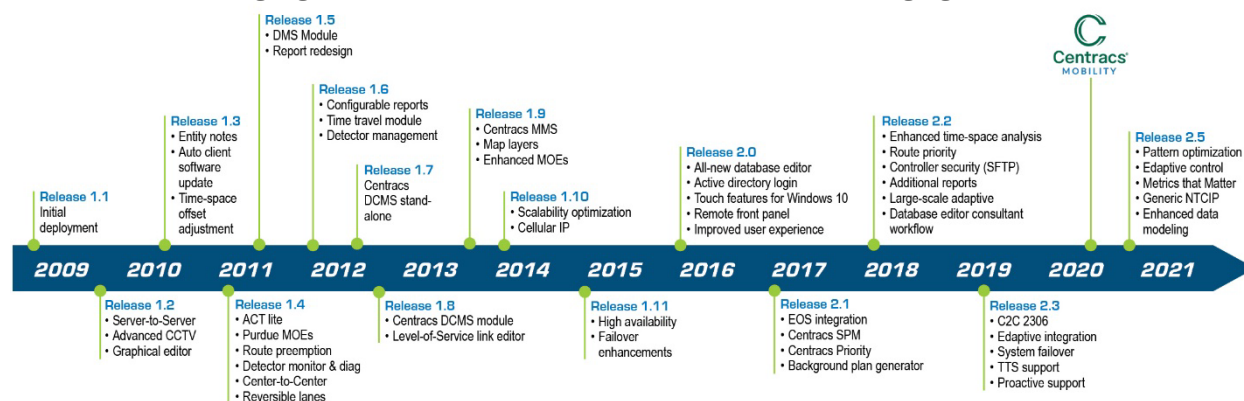 Release 1.5
• DMS Module
• Report redesign
Centracs®
MOBILITY
Release 1.6
• Configurable reports
• Time travel module
• Detector management
Release 1.9
• Centracs MMS
• Map layers
• Enhanced MOEs
Release 1.3
• Entity notes
• Auto client
software
update
• Time-space
offset
adjustment
Release 2.2
• Enhanced time-space analysis
• Route priority
• Controller security (SFTP)
• Additional reports
• Large-scale adaptive
• Database editor consultant
workflow
Release 2.5
• Pattern optimization
• Edaptive control
• Metrics that Matter
• Generic NTCIP
• Enhanced data
modeling
Release 2.0
• All-new database editor
• Active directory login
• Touch features for Windows 10
• Remote front panel
• Improved user experience
Release 1.7
Centracs
DCMS stand-
alone
Release 1.1
Initial
deployment
Release 1.10
• Scalability optimization
• Cellular IP
2009 2010 2011 2012 2013 2014 2015 2016 2017 2018 2019 2020 2021
Release 1.2
• Server-to-Server
• Advanced CCTV
• Graphical editor
Release 1.4
• ACT lite
• Purdue MOEs
• Route preemption
• Detector monitor & diag
• Center-to-Center
• Reversible lanes
Release 1.8
• Centracs DCMS module
• Level-of-Service link editor
Release 1.11
• High availability
• Failover
enhancements
Release 2.1
• EOS integration
• Centracs SPM
• Centracs Priority
• Background plan generator
Release 2.3
• C2C 2306
• Edaptive integration
• System failover
• TTS support
• Proactive support